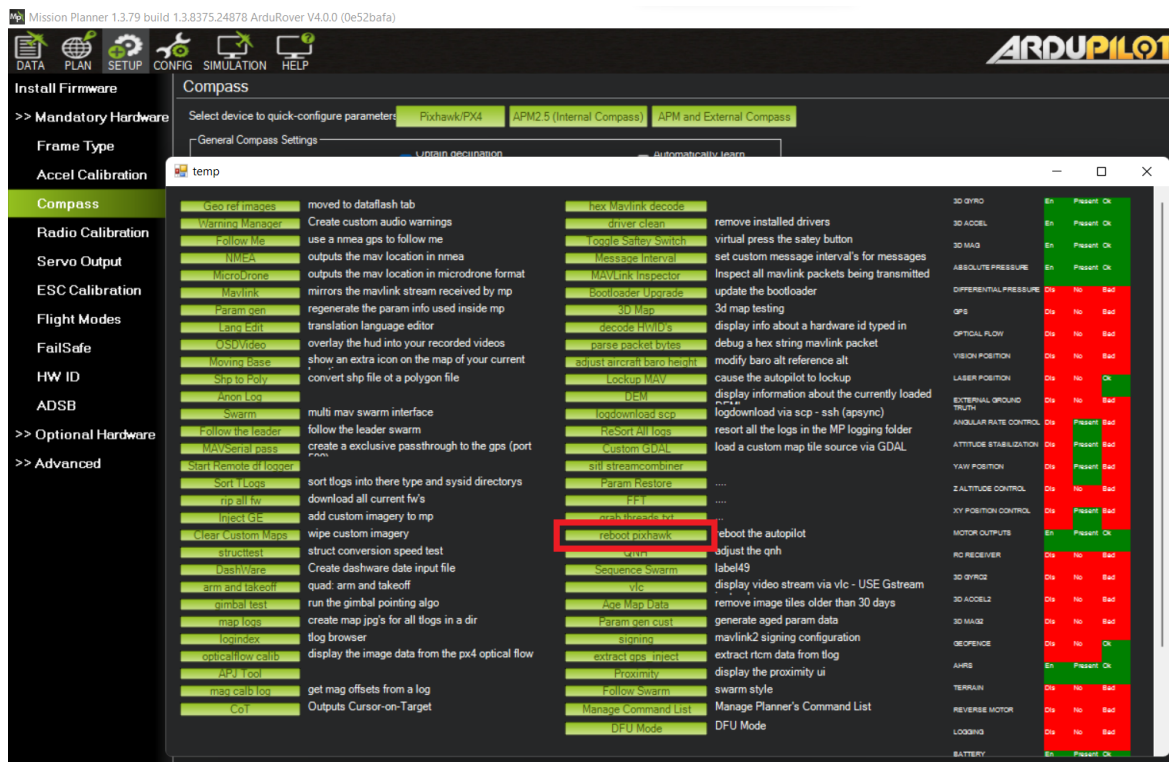 Mission Planner 1.3.79 build 1.3.8375.24878 ArduRover V4.0.0 (0e52bafa)
DATA PLAN SETUP CONFIG SIMULATION HELP
ARDUPILOT
Install Firmware
>> Mandatory Hardware
Frame Type
Accel Calibration
Compass
Radio Calibration
Servo Output
ESC Calibration
Flight Modes
FailSafe
HW ID
ADSB
>> Optional Hardware
>> Advanced
Compass
Select device to quick-configure parameters Pixhawk/PX4 APM2.5 (Internal Compass) APM and External Compass
General Compass Settings
Obtain declination Automatically learn
temp
Geo ref images moved to dataflash tab
Warning Manager Create custom audio warnings
Follow Me use a nmea gps to follow me
NMEA outputs the mav location in nmea
MicroDrone outputs the mav location in microdrone format
Mavlink mirrors the mavlink stream received by mp
Param gen regenerate the param info used inside mp
Lang Edit translation language editor
OSDVideo overlay the hud into your recorded videos
Moving Base show an extra icon on the map of your current
Shp to Poly convert shp file ot a polygon file
Anon Log
Swarm multi mav swarm interface
Follow the leader follow the leader swarm
MAVSerial pass create a exclusive passthrough to the gps (port
Start Remote df logger
Sort TLogs sort tlogs into there type and sysid directorys
rip all fw download all current fw's
Inject GE add custom imagery to mp
Clear Custom Maps wipe custom imagery
structtest struct conversion speed test
DashWare Create dashware date input file
arm and takeoff quad: arm and takeoff
gimbal test run the gimbal pointing algo
map logs create map jpg's for all tlogs in a dir
logindex tlog browser
opticalflow calib display the image data from the px4 optical flow
APJ Tool
mag calb log get mag offsets from a log
CoT Outputs Cursor-on-Target
hex Mavlink decode
driver clean remove installed drivers
Toggle Saftey Switch virtual press the satey button
Message Interval set custom message interval's for messages
MAVLink Inspector Inspect all mavlink packets being transmitted
Bootloader Upgrade update the bootloader
3D Map 3d map testing
decode HWID's display info about a hardware id typed in
parse packet bytes debug a hex string mavlink packet
adjust aircraft baro height modify baro alt reference alt
Lockup MAV cause the autopilot to lockup
DEM display information about the currently loaded
logdownload scp logdownload via scp - ssh (apsync)
ReSort All logs resort all the logs in the MP logging folder
Custom GDAL load a custom map tile source via GDAL
sitl streamcombiner
Param Restore ....
FFT ....
grab threads txt ...
reboot pixhawk reboot the autopilot
QNH adjust the qnh
Sequence Swarm label49
vlc display video stream via vlc - USE Gstream
Age Map Data remove image tiles older than 30 days
Param gen cust generate aged param data
signing mavlink2 signing configuration
extract gps_inject extract rtcm data from tlog
Proximity display the proximity ui
Follow Swarm swarm style
Manage Command List Manage Planner's Command List
DFU Mode DFU Mode
3D GYRO En Present Ok
3D ACCEL En Present Ok
3D MAG En Present Ok
ABSOLUTE PRESSURE En Present Ok
DIFFERENTIAL PRESSURE Dis No Bad
GPS Dis No Bad
OPTICAL FLOW Dis No Bad
VISION POSITION Dis No Bad
LASER POSITION Dis No Ok
EXTERNAL GROUND TRUTH Dis No Bad
ANGULAR RATE CONTROL Dis Present Bad
ATTITUDE STABILIZATION Dis Present Bad
YAW POSITION Dis Present Bad
Z ALTITUDE CONTROL Dis No Bad
XY POSITION CONTROL Dis Present Bad
MOTOR OUTPUTS En Present Ok
RC RECEIVER Dis No Bad
3D GYRO2 Dis No Bad
3D ACCEL2 Dis No Bad
3D MAG2 Dis No Bad
GEOFENCE Dis No Ok
AHRS En Present Ok
TERRAIN Dis No Bad
REVERSE MOTOR Dis No Bad
LOGGING Dis No Bad
BATTERY En Present Ok